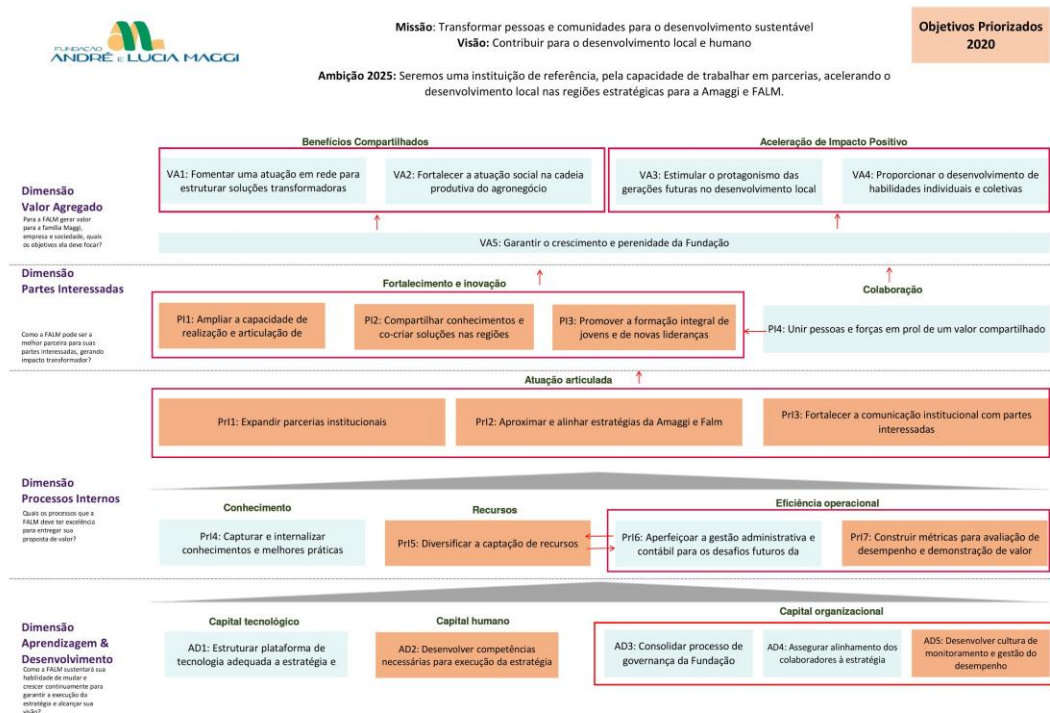 FUNDAÇÃO
ANDRÉ E LUCIA MAGGI
Missão: Transformar pessoas e comunidades para o desenvolvimento sustentável
Visão: Contribuir para o desenvolvimento local e humano
Ambição 2025: Seremos uma instituição de referência, pela capacidade de trabalhar em parcerias, acelerando o
desenvolvimento local nas regiões estratégicas para a Amaggi e FALM.
Objetivos Priorizados
2020
Dimensão
Valor Agregado
Para a FALM gerar valor
para a família Maggi,
empresa e sociedade, quais
os objetivos ela deve focar?
Benefícios Compartilhados
VA1: Fomentar uma atuação em rede para
estruturar soluções transformadoras
VA2: Fortalecer a atuação social na cadeia
produtiva do agronegócio
Aceleração de Impacto Positivo
VA3: Estimular o protagonismo das
gerações futuras no desenvolvimento local
VA4: Proporcionar o desenvolvimento de
habilidades individuais e coletivas
VA5: Garantir o crescimento e perenidade da Fundação
Dimensão
Partes Interessadas
Como a FALM pode ser a
melhor parceira para suas
partes interessadas, gerando
impacto transformador?
Fortalecimento e inovação
PI1: Ampliar a capacidade de
realização e articulação de
PI2: Compartilhar conhecimentos e
co-criar soluções nas regiões
PI3: Promover a formação integral de
jovens e de novas lideranças
Colaboração
PI4: Unir pessoas e forças em prol de um valor compartilhado
Atuação articulada
PrI1: Expandir parcerias institucionais
PrI2: Aproximar e alinhar estratégias da Amaggi e Falm
PrI3: Fortalecer a comunicação institucional com partes
interessadas
Dimensão
Processos Internos
Quais os processos que a
FALM deve ter excelência
para entregar sua
proposta de valor?
Conhecimento
PrI4: Capturar e internalizar
conhecimentos e melhores práticas
Recursos
PrI5: Diversificar a captação de recursos
Eficiência operacional
PrI6: Aperfeiçoar a gestão administrativa e
contábil para os desafios futuros da
PrI7: Construir métricas para avaliação de
desempenho e demonstração de valor
Dimensão
Aprendizagem &
Desenvolvimento
Como a FALM sustentará sua
habilidade de mudar e
crescer continuamente para
garantir a execução da
estratégia e alcançar sua
visão?
Capital tecnológico
AD1: Estruturar plataforma de
tecnologia adequada a estratégia e
Capital humano
AD2: Desenvolver competências
necessárias para execução da estratégia
Capital organizacional
AD3: Consolidar processo de
governança da Fundação
AD4: Assegurar alinhamento dos
colaboradores à estratégia
AD5: Desenvolver cultura de
monitoramento e gestão do
desempenho